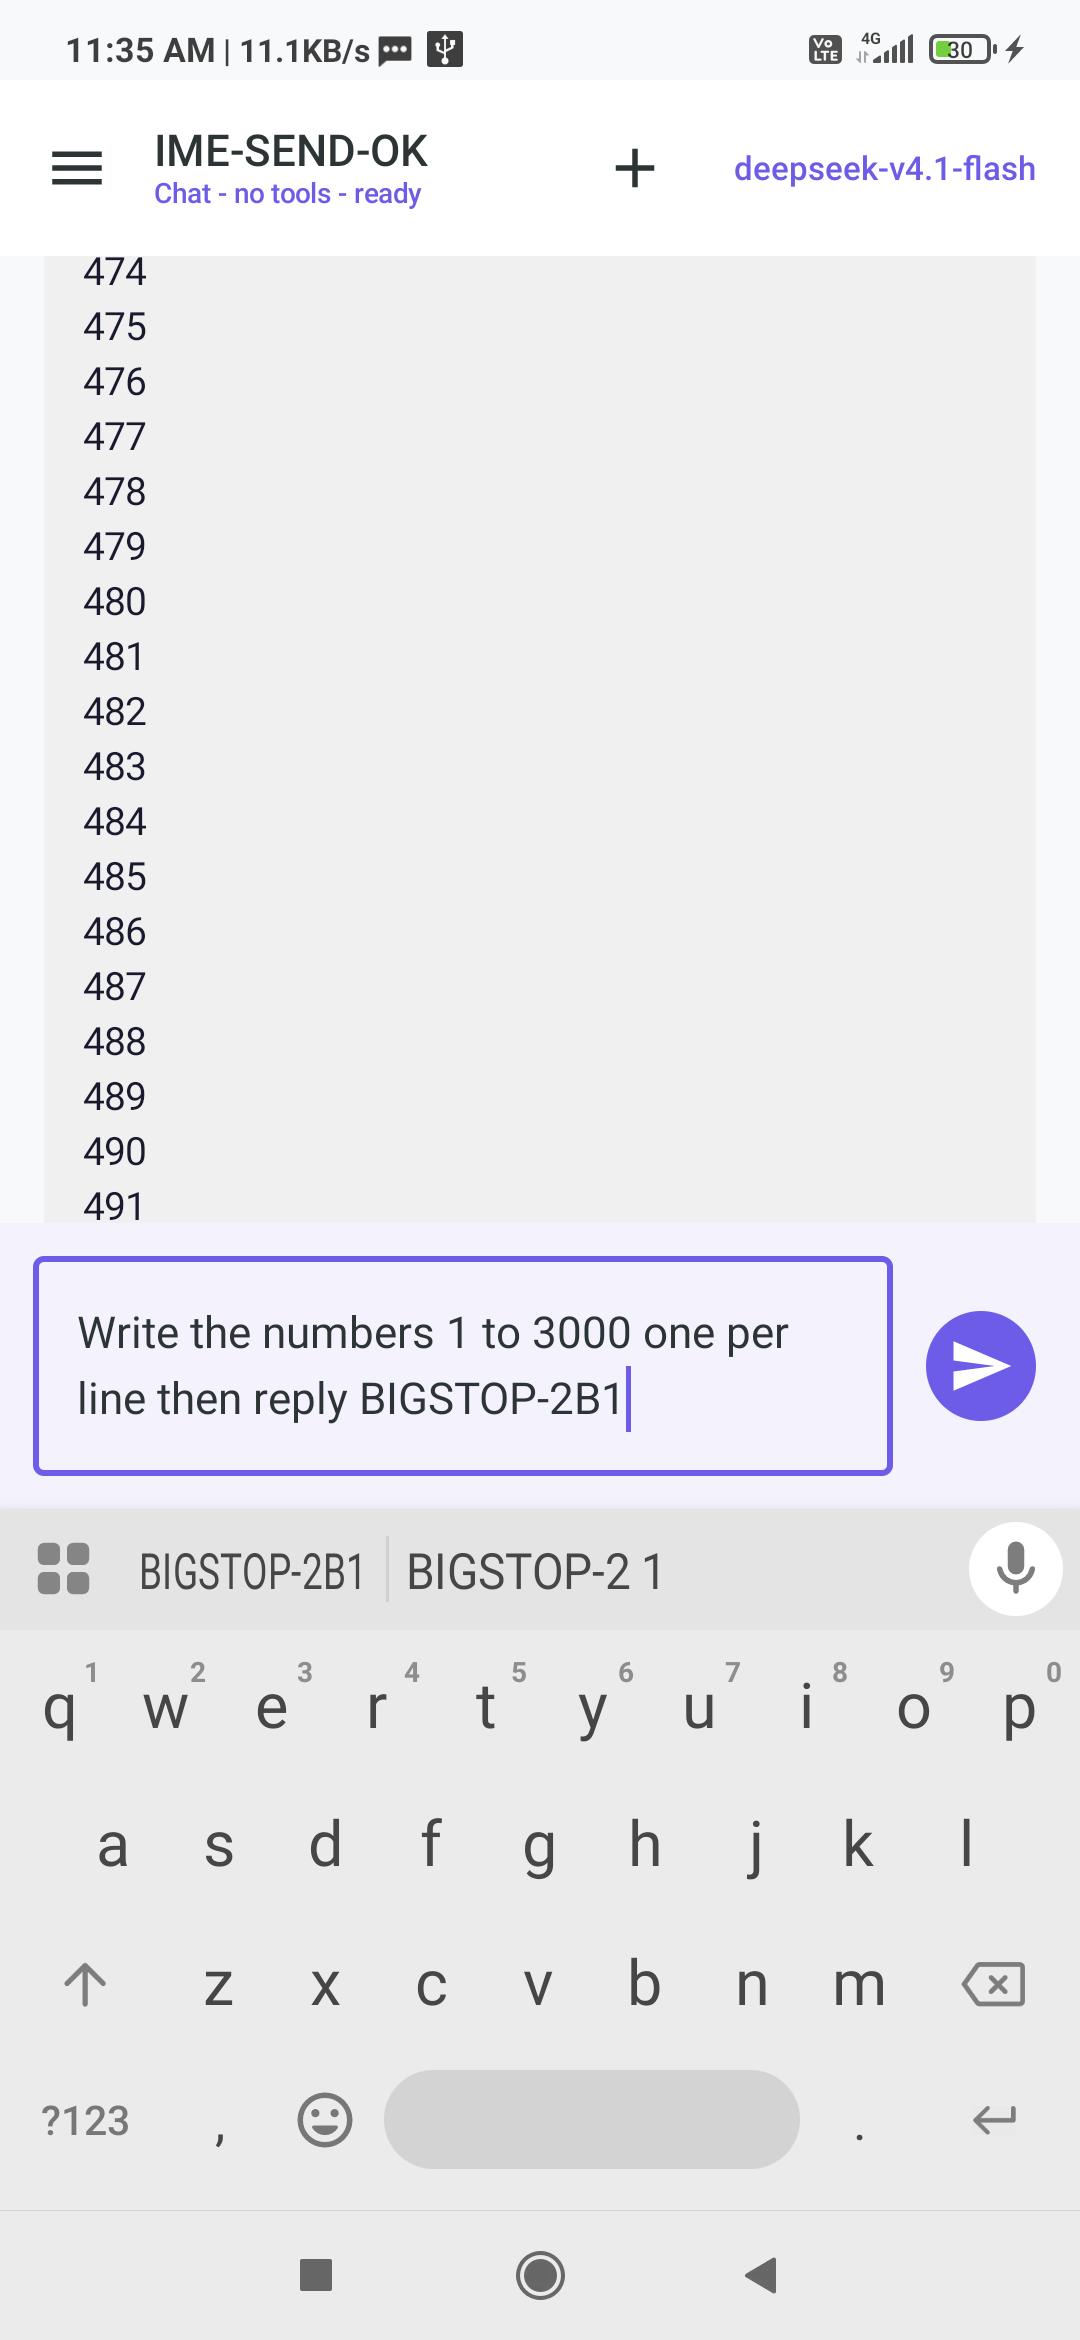 11:35 AM | 11.1KB/s
Vo LTE 4G 30
IME-SEND-OK
Chat - no tools - ready
+
deepseek-v4.1-flash
474
475
476
477
478
479
480
481
482
483
484
485
486
487
488
489
490
491
Write the numbers 1 to 3000 one per
line then reply BIGSTOP-2B1
BIGSTOP-2B1 BIGSTOP-2 1
1 2 3 4 5 6 7 8 9 0
q w e r t y u i o p
a s d f g h j k l
z x c v b n m
?123 , .